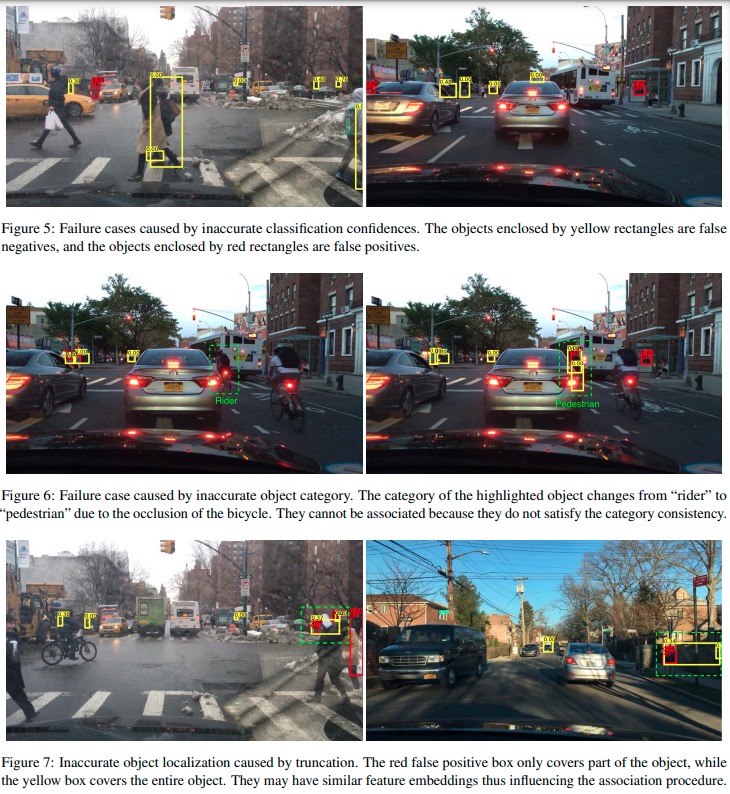 Figure 5: Failure cases caused by inaccurate classification confidences. The objects enclosed by yellow rectangles are false
negatives, and the objects enclosed by red rectangles are false positives.
Rider
Pedestrian
Figure 6: Failure case caused by inaccurate object category. The category of the highlighted object changes from “rider” to
“pedestrian” due to the occlusion of the bicycle. They cannot be associated because they do not satisfy the category consistency.
Figure 7: Inaccurate object localization caused by truncation. The red false positive box only covers part of the object, while
the yellow box covers the entire object. They may have similar feature embeddings thus influencing the association procedure.